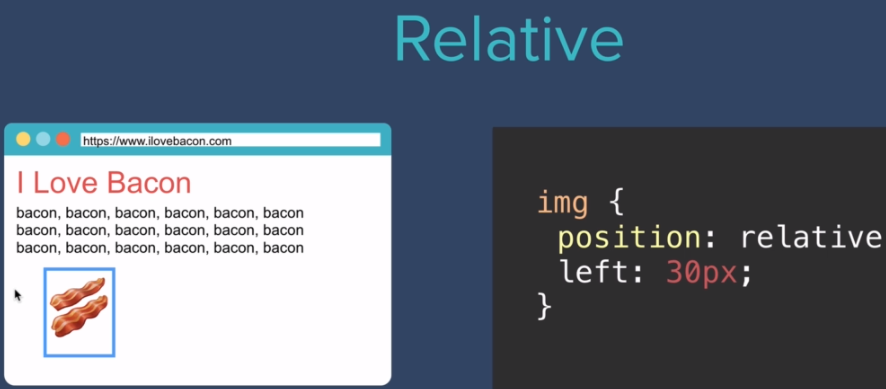 Relative
https://www.ilovebacon.com
I Love Bacon
bacon, bacon, bacon, bacon, bacon, bacon
bacon, bacon, bacon, bacon, bacon, bacon
bacon, bacon, bacon, bacon, bacon, bacon
img {
position: relative
left: 30px;
}